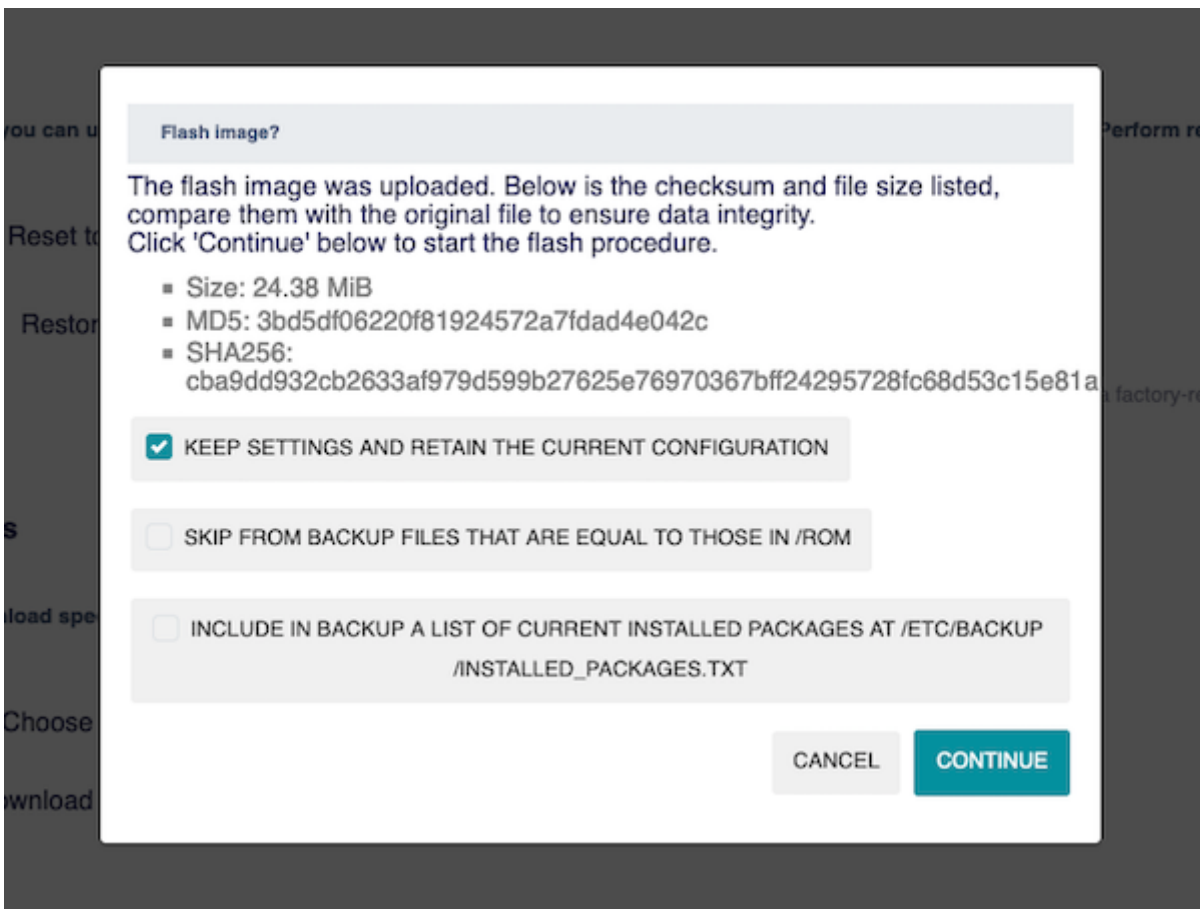 you can u
Perform re
Flash image?
The flash image was uploaded. Below is the checksum and file size listed,
compare them with the original file to ensure data integrity.
Click 'Continue' below to start the flash procedure.
Reset to
Size: 24.38 MiB
MD5: 3bd5df06220f81924572a7fdad4e042c
Restor
SHA256:
cba9dd932cb2633af979d599b27625e76970367bff24295728fc68d53c15e81a
factory-re
KEEP SETTINGS AND RETAIN THE CURRENT CONFIGURATION
s
SKIP FROM BACKUP FILES THAT ARE EQUAL TO THOSE IN /ROM
load spe
INCLUDE IN BACKUP A LIST OF CURRENT INSTALLED PACKAGES AT /ETC/BACKUP
/INSTALLED_PACKAGES.TXT
Choose
CANCEL
CONTINUE
ownload